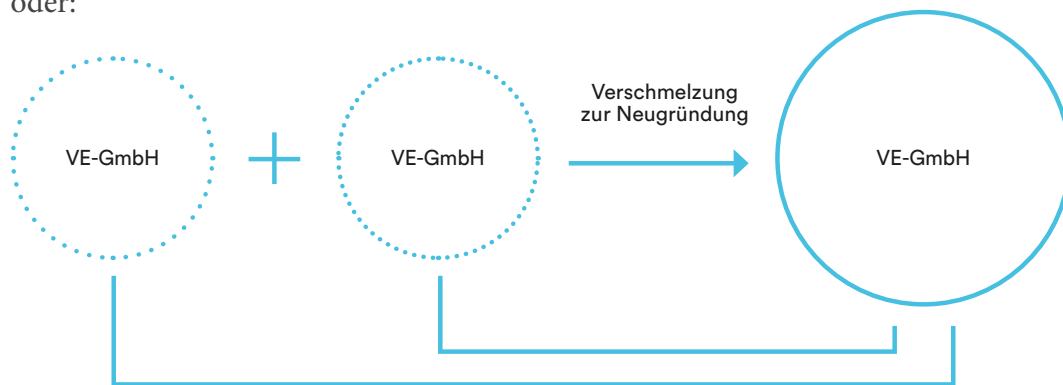 oder:
Verschmelzung
zur Neugründung
VE-GmbH
VE-GmbH
VE-GmbH